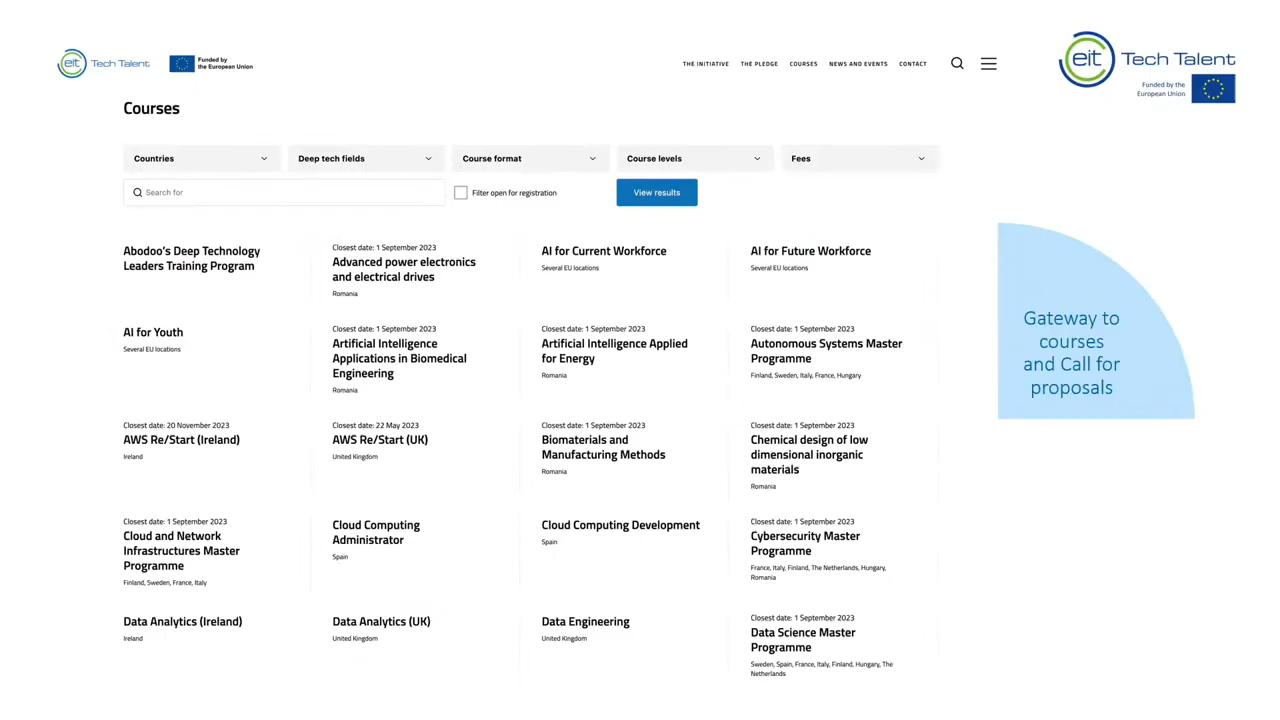 eit Tech Talent
Funded by
the European Union
THE INITIATIVE THE PLEDGE COURSES NEWS AND EVENTS CONTACT
eit Tech Talent
Funded by the
European Union
Courses
Countries Deep tech fields Course format Course levels Fees
Search for
Filter open for registration
View results
Abodoo's Deep Technology
Leaders Training Program
Closest date: 1 September 2023
Advanced power electronics
and electrical drives
Romania
AI for Current Workforce
Several EU locations
AI for Future Workforce
Several EU locations
AI for Youth
Several EU locations
Closest date: 1 September 2023
Artificial Intelligence
Applications in Biomedical
Engineering
Romania
Closest date: 1 September 2023
Artificial Intelligence Applied
for Energy
Romania
Closest date: 1 September 2023
Autonomous Systems Master
Programme
Finland, Sweden, Italy, France, Hungary
Closest date: 20 November 2023
AWS Re/Start (Ireland)
Ireland
Closest date: 22 May 2023
AWS Re/Start (UK)
United Kingdom
Closest date: 1 September 2023
Biomaterials and
Manufacturing Methods
Romania
Closest date: 1 September 2023
Chemical design of low
dimensional inorganic
materials
Romania
Closest date: 1 September 2023
Cloud and Network
Infrastructures Master
Programme
Finland, Sweden, France, Italy
Cloud Computing
Administrator
Spain
Cloud Computing Development
Spain
Closest date: 1 September 2023
Cybersecurity Master
Programme
France, Italy, Finland, The Netherlands, Hungary,
Romania
Data Analytics (Ireland)
Ireland
Data Analytics (UK)
United Kingdom
Data Engineering
United Kingdom
Closest date: 1 September 2023
Data Science Master
Programme
Sweden, Spain, France, Italy, Finland, Hungary, The
Netherlands
Gateway to
courses
and Call for
proposals